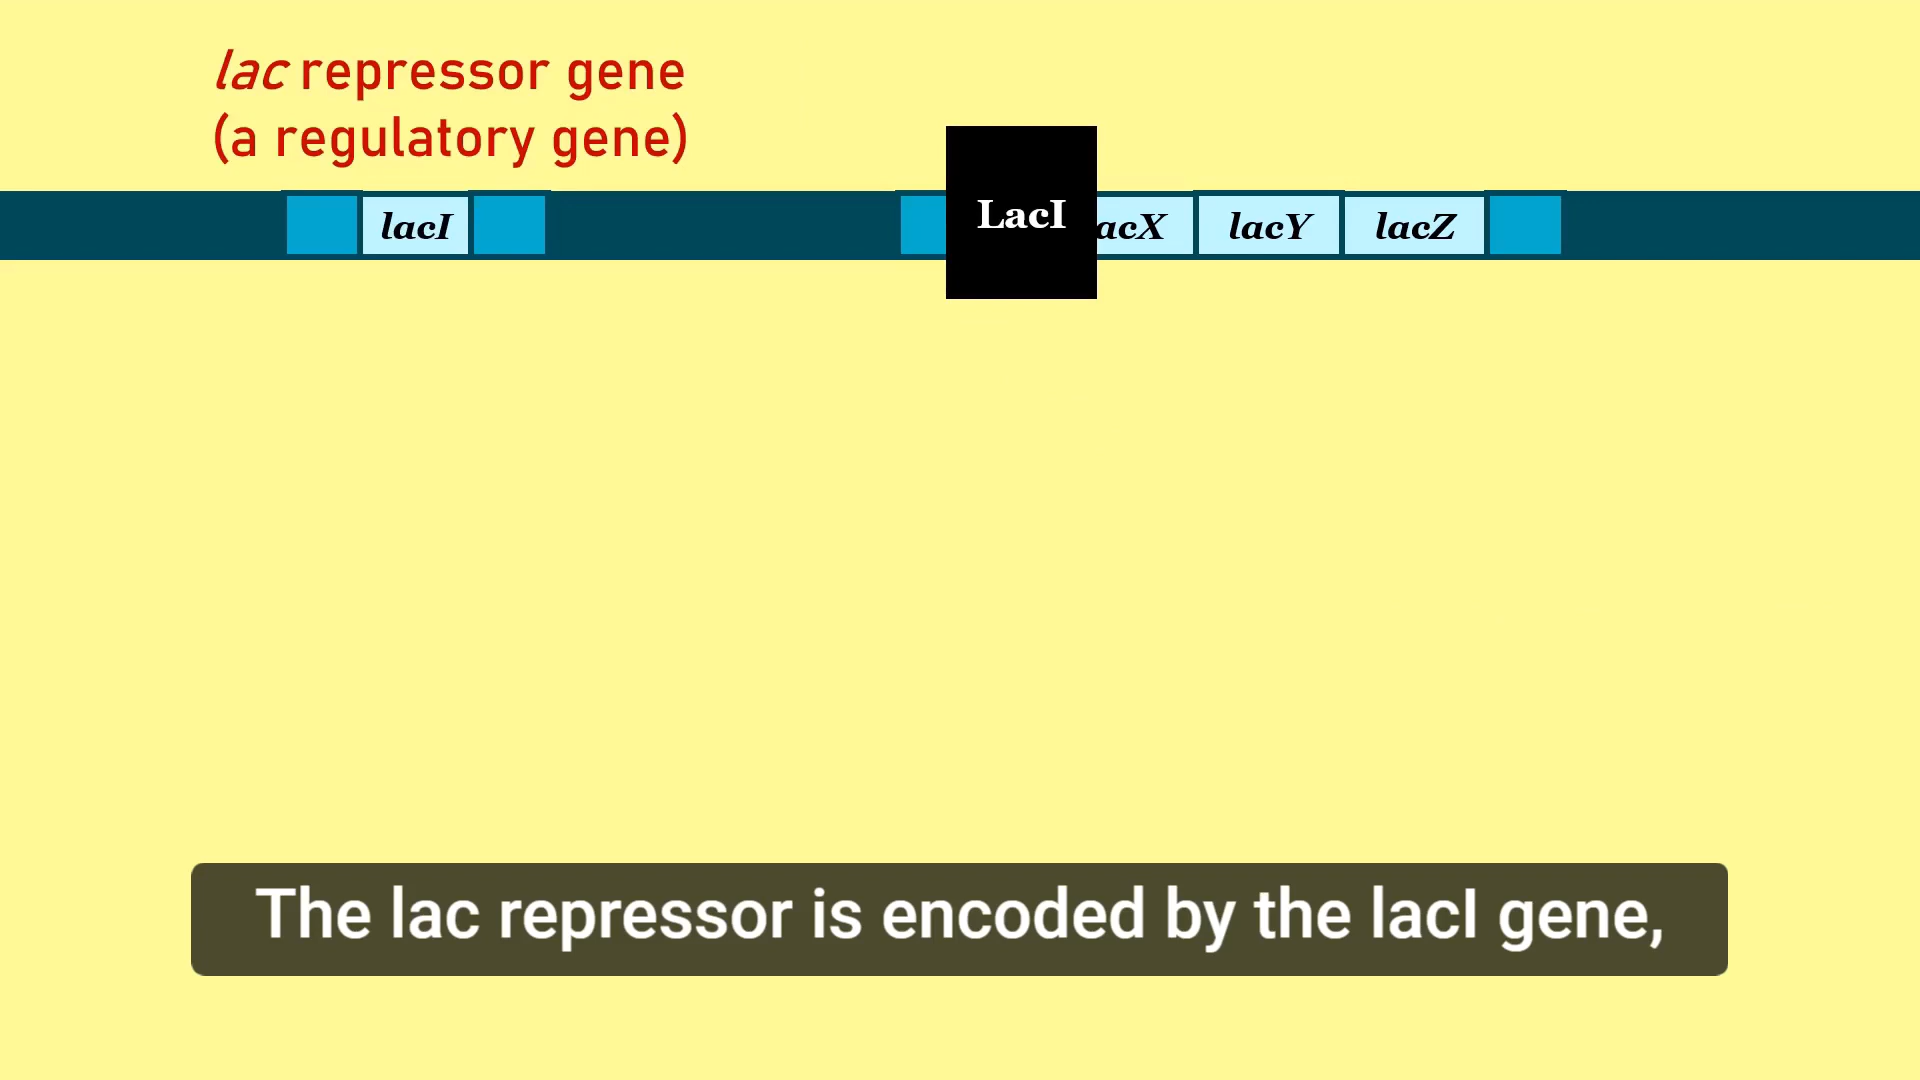 lac repressor gene
(a regulatory gene)
lacI LacI acX lacY lacZ
The lac repressor is encoded by the lacI gene,